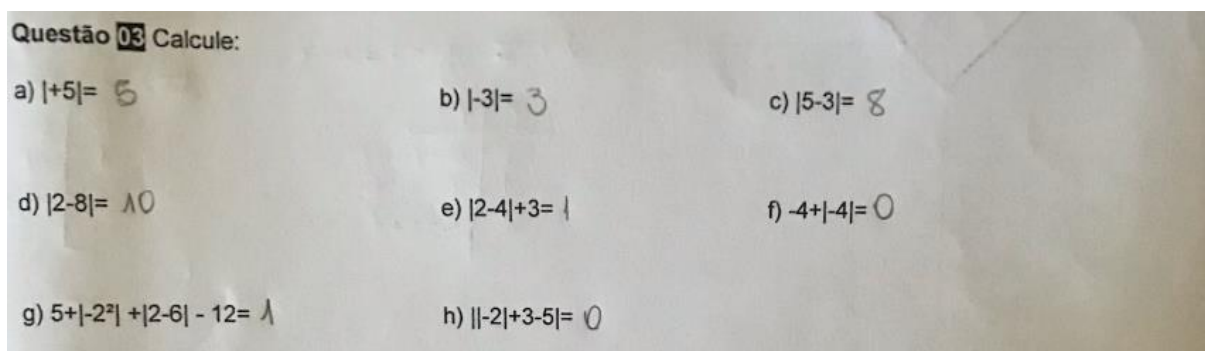 Questão 03 Calcule:
a) |+5|= 5 b) |-3|= 3 c) |5-3|= 8
d) |2-8|= 10 e) |2-4|+3= 1 f) -4+|-4|= 0
g) 5+|-2²| +|2-6| - 12= 1 h) ||-2|+3-5|= 0